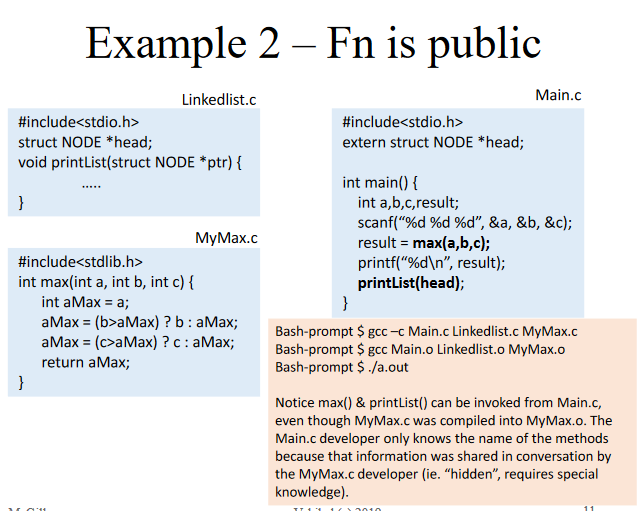 Example 2 – Fn is public
Linkedlist.c
#include<stdio.h>
struct NODE *head;
void printList(struct NODE *ptr) {
.....
}
MyMax.c
#include<stdlib.h>
int max(int a, int b, int c) {
int aMax = a;
aMax = (b>aMax) ? b : aMax;
aMax = (c>aMax) ? c : aMax;
return aMax;
}
Main.c
#include<stdio.h>
extern struct NODE *head;
int main() {
int a,b,c,result;
scanf(“%d %d %d”, &a, &b, &c);
result = max(a,b,c);
printf(“%d\n”, result);
printList(head);
}
Bash-prompt $ gcc –c Main.c Linkedlist.c MyMax.c
Bash-prompt $ gcc Main.o Linkedlist.o MyMax.o
Bash-prompt $ ./a.out
Notice max() & printList() can be invoked from Main.c,
even though MyMax.c was compiled into MyMax.o. The
Main.c developer only knows the name of the methods
because that information was shared in conversation by
the MyMax.c developer (ie. “hidden”, requires special
knowledge).